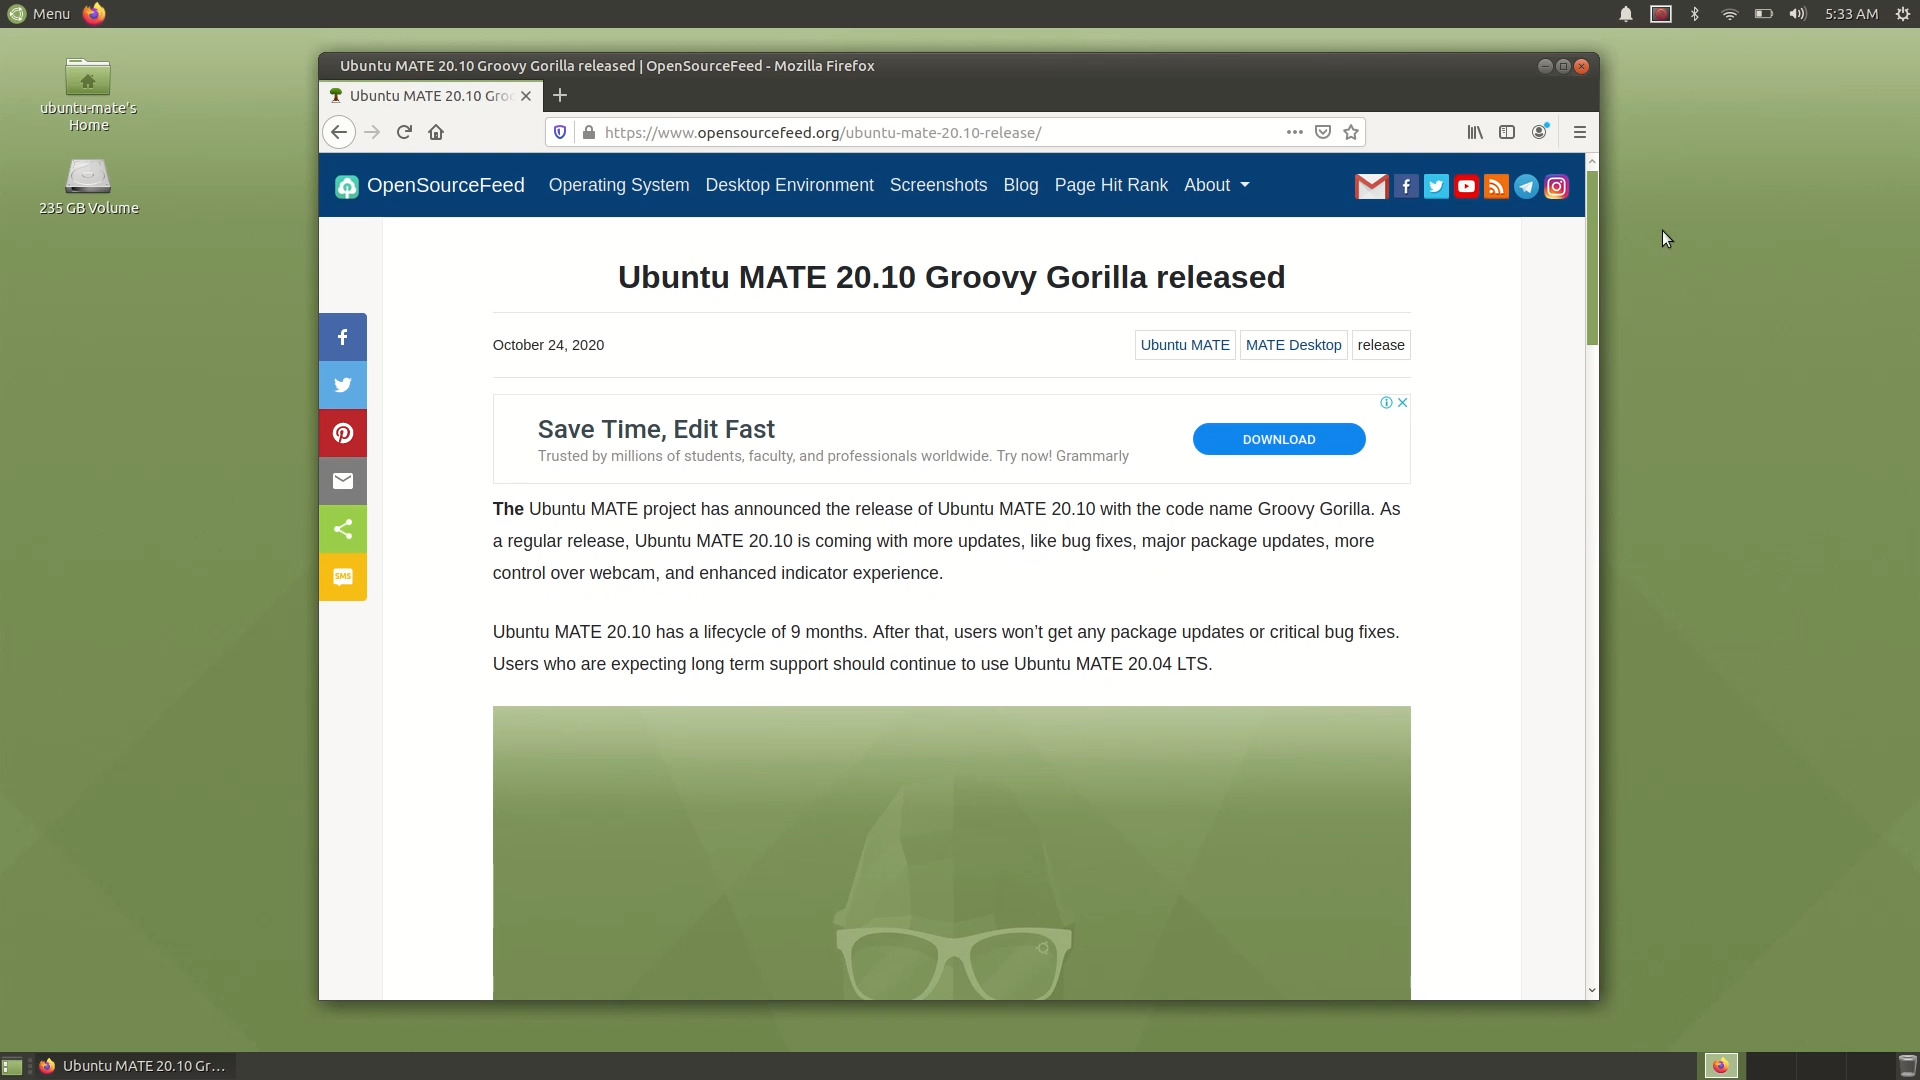 Menu
5:33 AM
ubuntu-mate's
Home
235 GB Volume
Ubuntu MATE 20.10 Groovy Gorilla released | OpenSourceFeed - Mozilla Firefox
Ubuntu MATE 20.10 Groo
https://www.opensourcefeed.org/ubuntu-mate-20.10-release/
OpenSourceFeed Operating System Desktop Environment Screenshots Blog Page Hit Rank About
Ubuntu MATE 20.10 Groovy Gorilla released
October 24, 2020
Ubuntu MATE MATE Desktop release
Save Time, Edit Fast
Trusted by millions of students, faculty, and professionals worldwide. Try now! Grammarly
DOWNLOAD
The Ubuntu MATE project has announced the release of Ubuntu MATE 20.10 with the code name Groovy Gorilla. As
a regular release, Ubuntu MATE 20.10 is coming with more updates, like bug fixes, major package updates, more
control over webcam, and enhanced indicator experience.
SMS
Ubuntu MATE 20.10 has a lifecycle of 9 months. After that, users won’t get any package updates or critical bug fixes.
Users who are expecting long term support should continue to use Ubuntu MATE 20.04 LTS.
Ubuntu MATE 20.10 Gr...